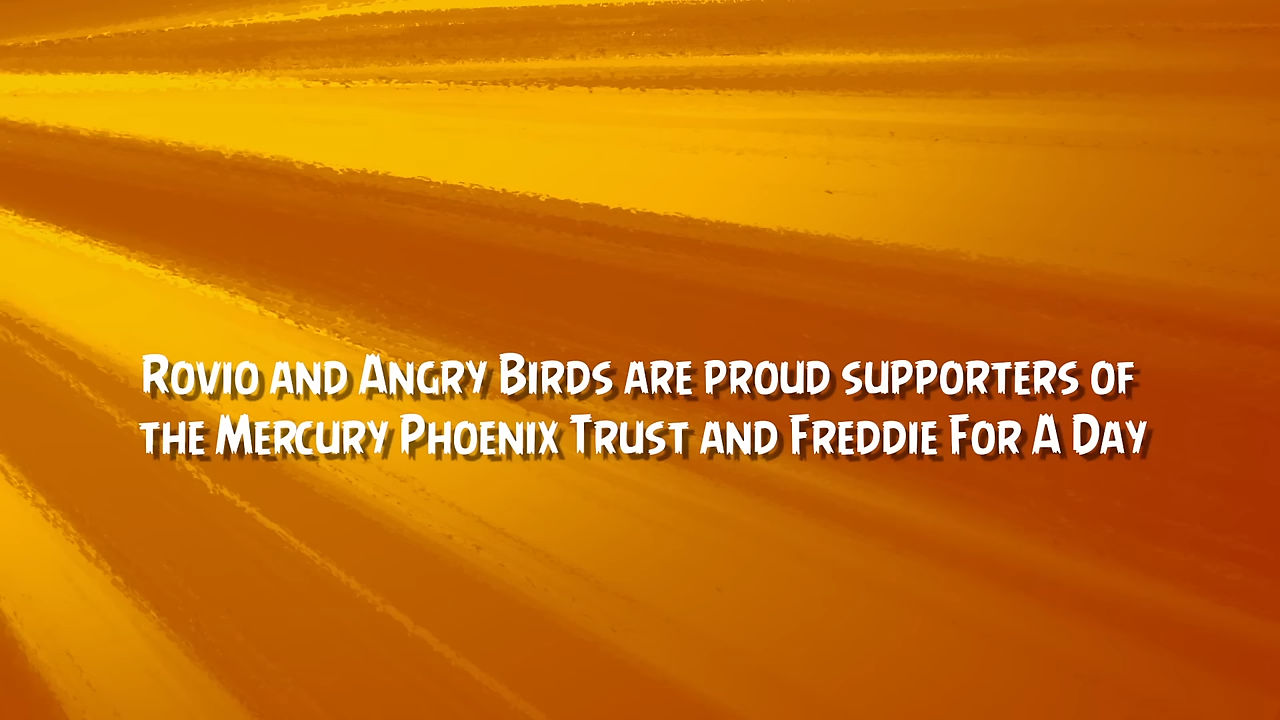 Rovio and Angry Birds are proud supporters of
the Mercury Phoenix Trust and Freddie For A Day